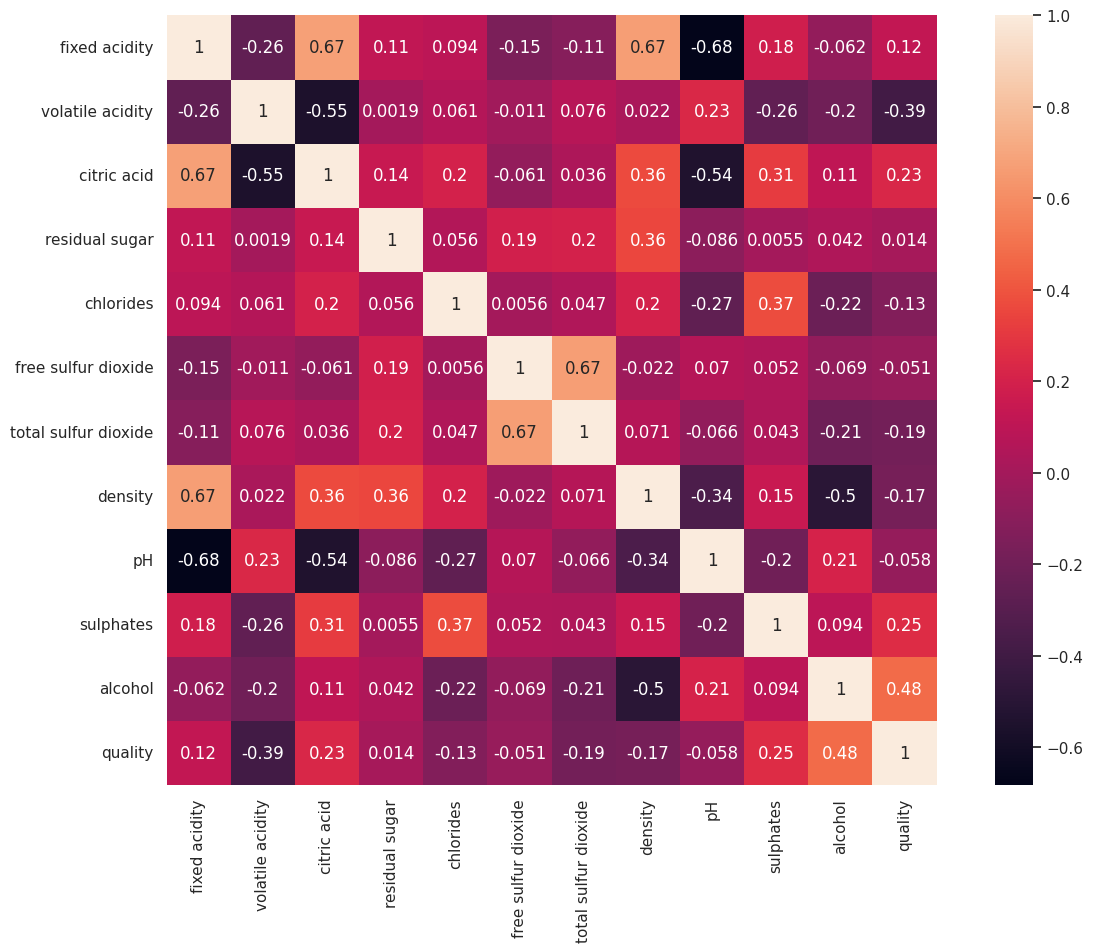 fixed acidity 1 -0.26 0.67 0.11 0.094 -0.15 -0.11 0.67 -0.68 0.18 -0.062 0.12
volatile acidity -0.26 1 -0.55 0.0019 0.061 -0.011 0.076 0.022 0.23 -0.26 -0.2 -0.39
citric acid 0.67 -0.55 1 0.14 0.2 -0.061 0.036 0.36 -0.54 0.31 0.11 0.23
residual sugar 0.11 0.0019 0.14 1 0.056 0.19 0.2 0.36 -0.086 0.0055 0.042 0.014
chlorides 0.094 0.061 0.2 0.056 1 0.0056 0.047 0.2 -0.27 0.37 -0.22 -0.13
free sulfur dioxide -0.15 -0.011 -0.061 0.19 0.0056 1 0.67 -0.022 0.07 0.052 -0.069 -0.051
total sulfur dioxide -0.11 0.076 0.036 0.2 0.047 0.67 1 0.071 -0.066 0.043 -0.21 -0.19
density 0.67 0.022 0.36 0.36 0.2 -0.022 0.071 1 -0.34 0.15 -0.5 -0.17
pH -0.68 0.23 -0.54 -0.086 -0.27 0.07 -0.066 -0.34 1 -0.2 0.21 -0.058
sulphates 0.18 -0.26 0.31 0.0055 0.37 0.052 0.043 0.15 -0.2 1 0.094 0.25
alcohol -0.062 -0.2 0.11 0.042 -0.22 -0.069 -0.21 -0.5 0.21 0.094 1 0.48
quality 0.12 -0.39 0.23 0.014 -0.13 -0.051 -0.19 -0.17 -0.058 0.25 0.48 1
fixed acidity
volatile acidity
citric acid
residual sugar
chlorides
free sulfur dioxide
total sulfur dioxide
density
pH
sulphates
alcohol
quality
1.0
0.8
0.6
0.4
0.2
0.0
-0.2
-0.4
-0.6